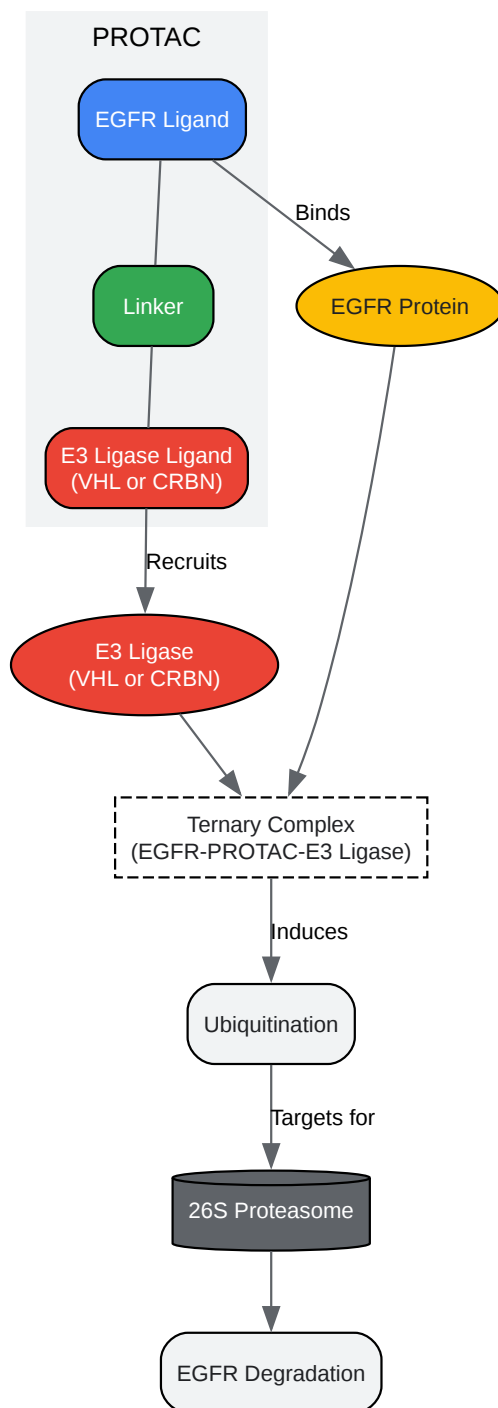 PROTAC
EGFR Ligand
Binds
Linker
EGFR Protein
E3 Ligase Ligand
(VHL or CRBN)
Recruits
E3 Ligase
(VHL or CRBN)
Ternary Complex
(EGFR-PROTAC-E3 Ligase)
Induces
Ubiquitination
Targets for
26S Proteasome
EGFR Degradation